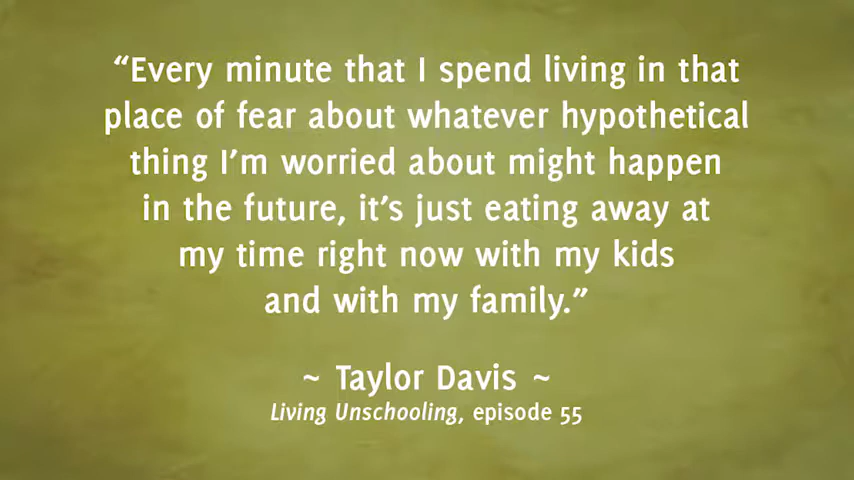 “Every minute that I spend living in that
place of fear about whatever hypothetical
thing I’m worried about might happen
in the future, it’s just eating away at
my time right now with my kids
and with my family.”
~ Taylor Davis ~
Living Unschooling, episode 55